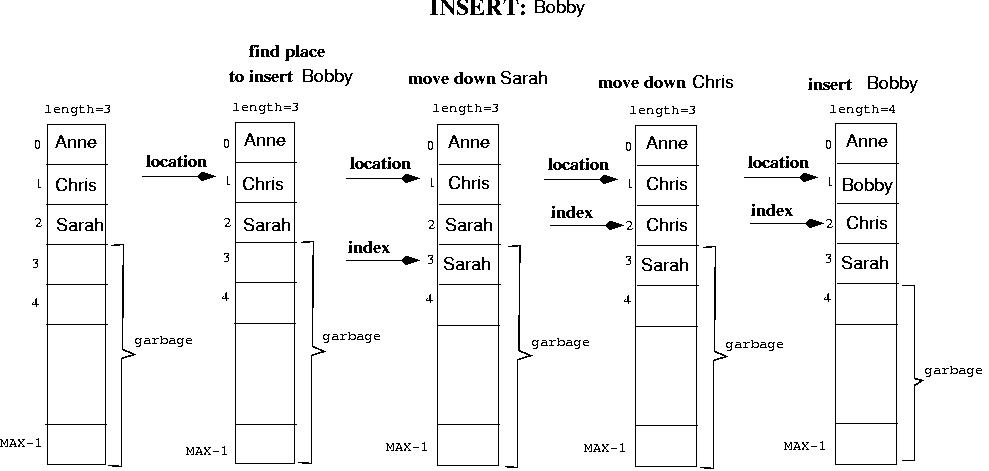 INSERT: Bobby
find place
to insert Bobby
move down Sarah
move down Chris
insert Bobby
length=3
0 Anne
1 Chris
2 Sarah
3
4
garbage
MAX-1
length=3
location
0 Anne
1 Chris
2 Sarah
3
4
garbage
MAX-1
length=3
location
index
0 Anne
1 Chris
2 Sarah
3 Sarah
4
garbage
MAX-1
length=3
location
index
0 Anne
1 Chris
2 Chris
3 Sarah
4
garbage
MAX-1
length=4
location
index
0 Anne
1 Bobby
2 Chris
3 Sarah
4
garbage
MAX-1